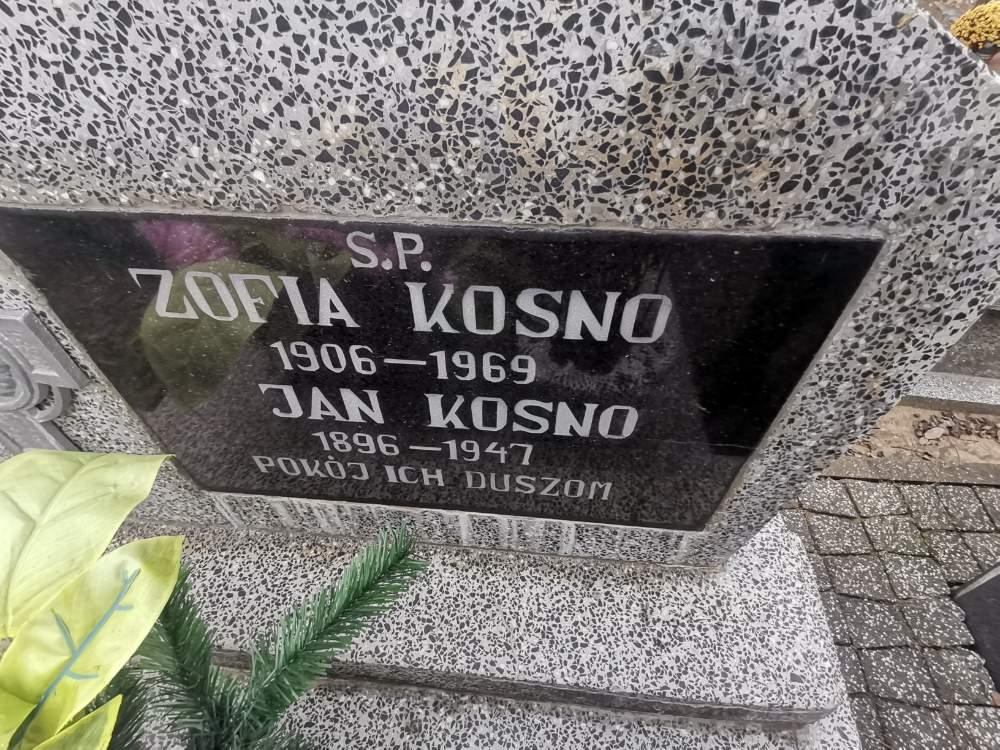 S.P.
ZOFIA KOSNO
1906 — 1969
JAN KOSNO
1896 — 1947
POKÓJ ICH DUSZOM